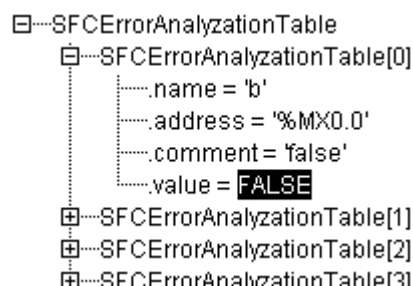 SFCErrorAnalyzationTable
SFCErrorAnalyzationTable[0]
.name = 'b'
.address = '%MX0.0'
.comment = 'false'
.value = FALSE
SFCErrorAnalyzationTable[1]
SFCErrorAnalyzationTable[2]
SFCErrorAnalyzationTable[3]